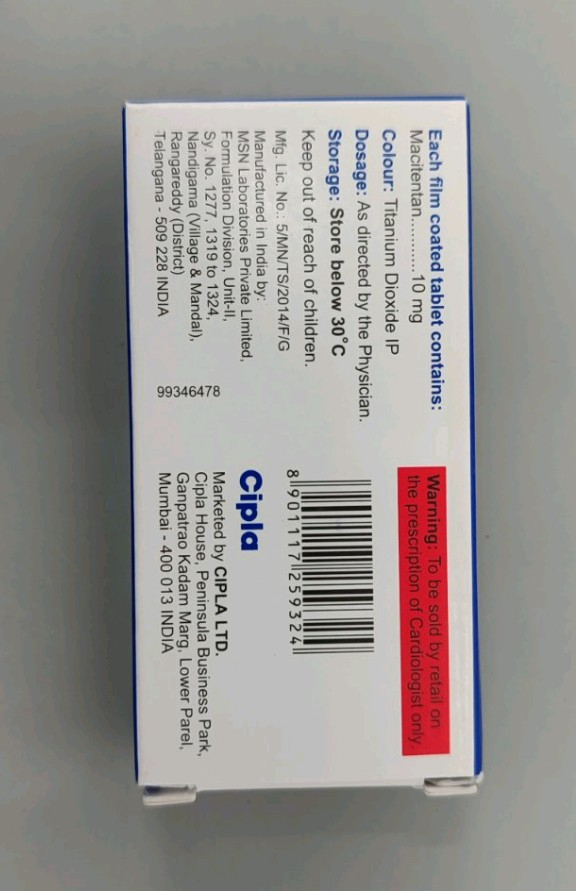 Each film coated tablet contains:
Macitentan............10 mg
Colour: Titanium Dioxide IP
Dosage: As directed by the Physician.
Storage: Store below 30°C
Keep out of reach of children.
Mfg. Lic. No.: 5/MN/TS/2014/F/G
Manufactured in India by:
MSN Laboratories Private Limited,
Formulation Division, Unit-II,
Sy. No. 1277, 1319 to 1324,
Nandigama (Village & Mandal),
Rangareddy (District)
Telangana - 509 228 INDIA
99346478
Warning: To be sold by retail on
the prescription of Cardiologist only.
8 901117 259324
Cipla
Marketed by CIPLA LTD.
Cipla House, Peninsula Business Park,
Ganpatrao Kadam Marg, Lower Parel,
Mumbai - 400 013 INDIA